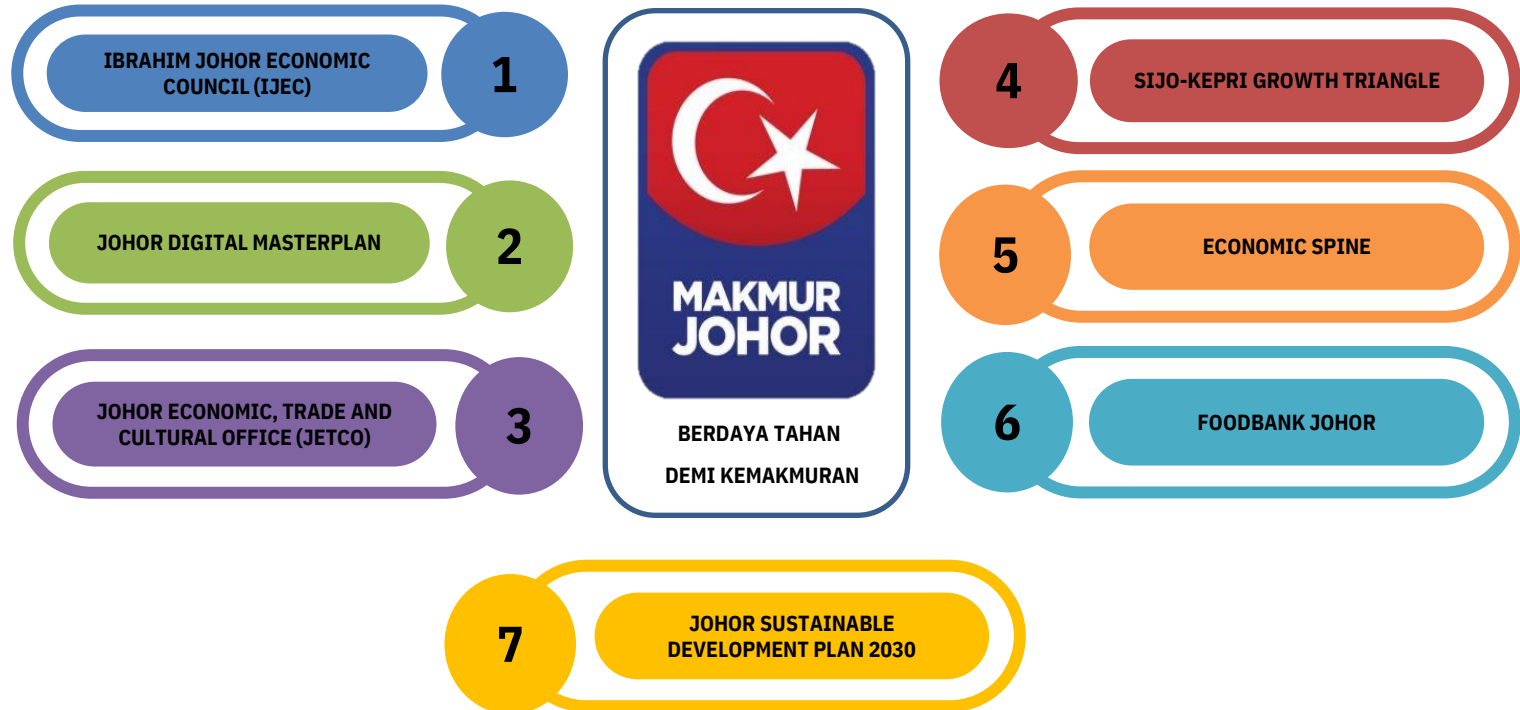 IBRAHIM JOHOR ECONOMIC
COUNCIL (IJEC)
1
JOHOR DIGITAL MASTERPLAN
2
JOHOR ECONOMIC, TRADE AND
CULTURAL OFFICE (JETCO)
3
MAKMUR
JOHOR
BERDAYA TAHAN
DEMI KEMAKMURAN
4
SIJO-KEPRI GROWTH TRIANGLE
5
ECONOMIC SPINE
6
FOODBANK JOHOR
7
JOHOR SUSTAINABLE
DEVELOPMENT PLAN 2030